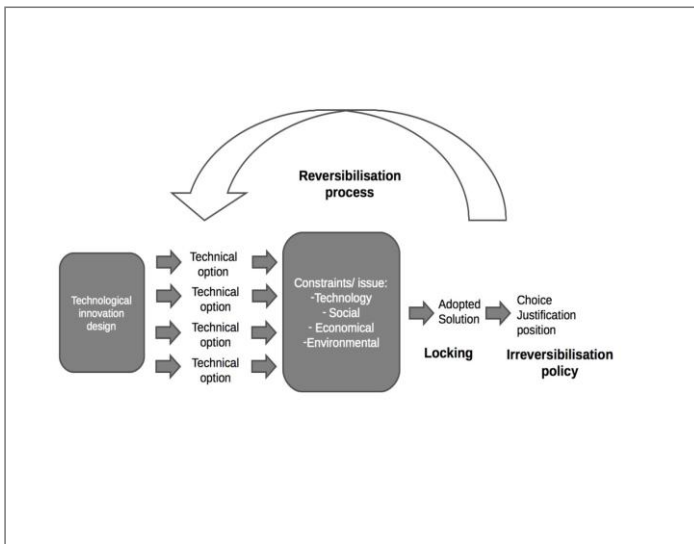 Reversibilisation
process
Technological
innovation
design
Technical
option
Technical
option
Technical
option
Technical
option
Constraints/ issue:
-Technology
- Social
- Economical
-Environmental
Adopted
Solution
Locking
Choice
Justification
position
Irreversibilisation
policy